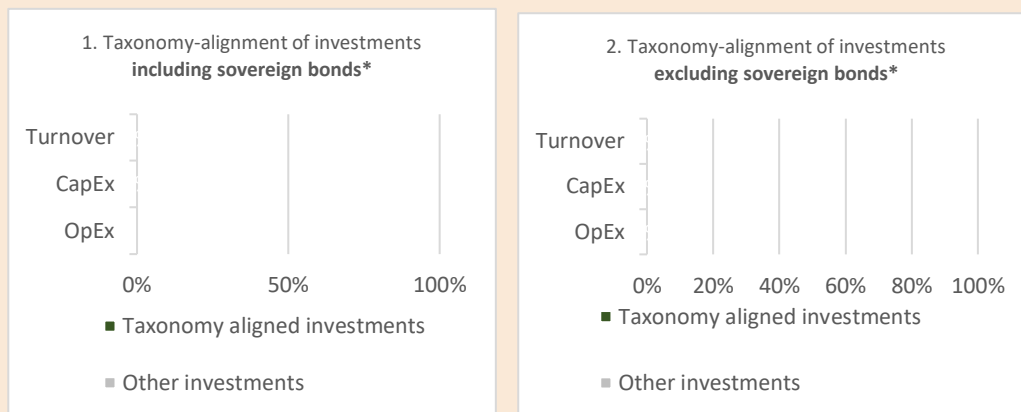 1. Taxonomy-alignment of investments
including sovereign bonds*
Turnover
CapEx
OpEx
0% 50% 100%
Taxonomy aligned investments
Other investments
2. Taxonomy-alignment of investments
excluding sovereign bonds*
Turnover
CapEx
OpEx
0% 20% 40% 60% 80% 100%
Taxonomy aligned investments
Other investments